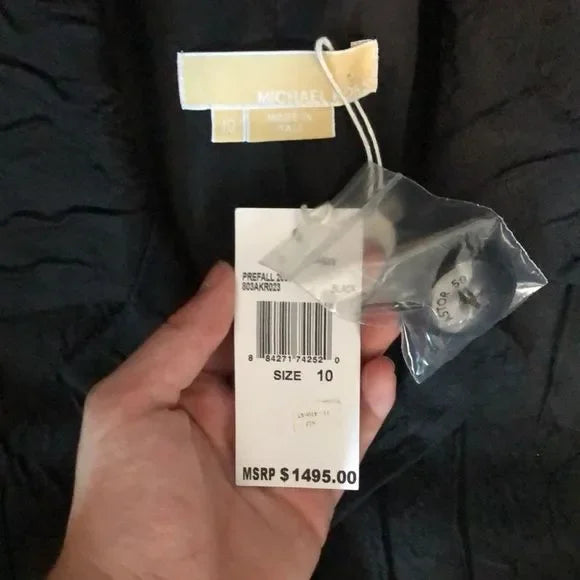 MICHAEL
10
MADE IN
ITALY
PREFALL
803AKR023
BLACK
8 84271 74252 0
SIZE 10
MSRP $1495.00